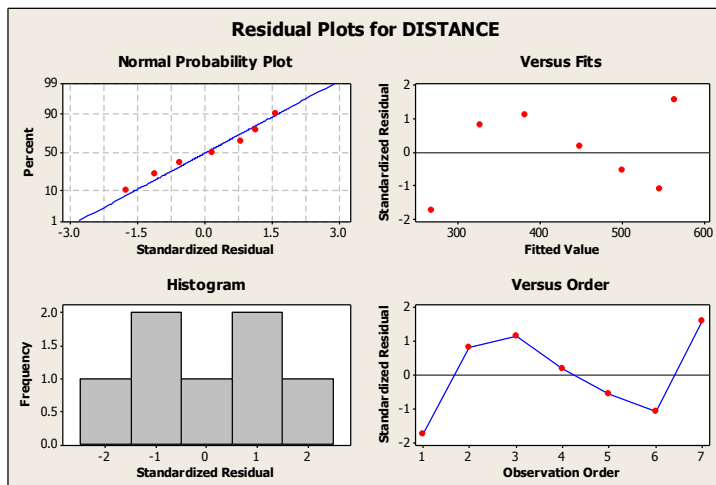 Residual Plots for DISTANCE
Normal Probability Plot
99
90
50
10
1
Percent
-3.0 -1.5 0.0 1.5 3.0
Standardized Residual
Versus Fits
2
1
0
-1
-2
Standardized Residual
300 400 500 600
Fitted Value
Histogram
2.0
1.5
1.0
0.5
0.0
Frequency
-2 -1 0 1 2
Standardized Residual
Versus Order
2
1
0
-1
-2
Standardized Residual
1 2 3 4 5 6 7
Observation Order